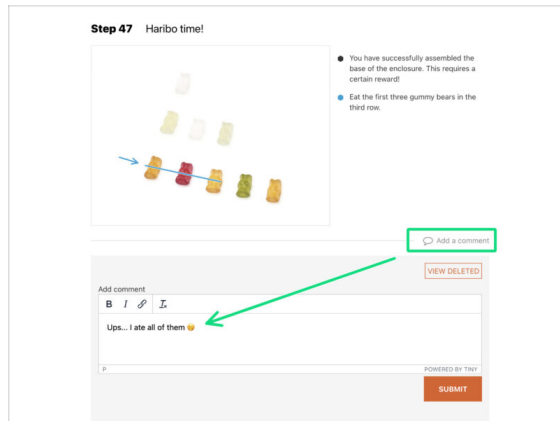 Step 47 Haribo time!
You have successfully assembled the
base of the enclosure. This requires a
certain reward!
Eat the first three gummy bears in the
third row.
Add a comment
VIEW DELETED
Add comment
B I
Ups... I ate all of them 😚
P
POWERED BY TINY
SUBMIT